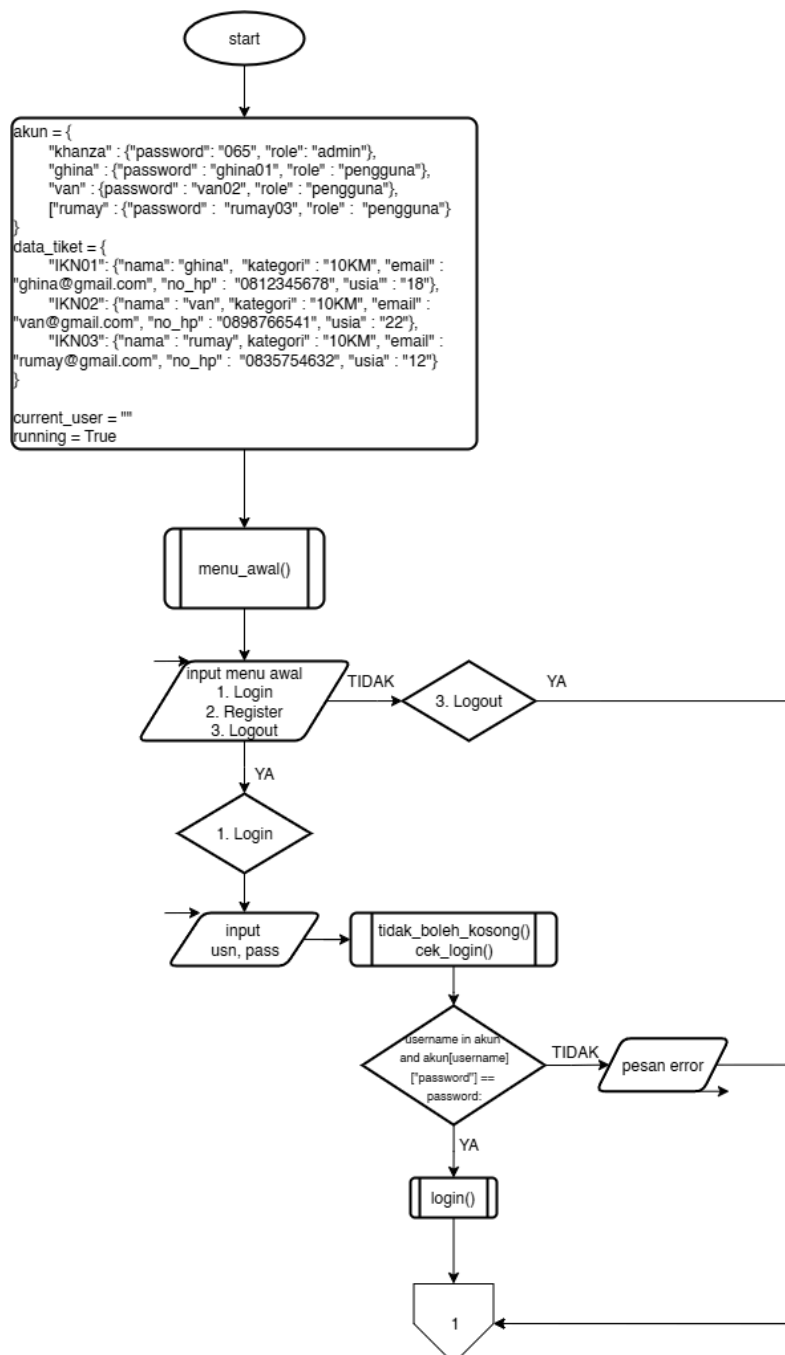 start
akun = {
"khanza" : {"password": "065", "role": "admin"},
"ghina" : {"password" : "ghina01", "role" : "pengguna"},
"van" : {password" : "van02", "role" : "pengguna"},
["rumay" : {"password" :  "rumay03", "role" :  "pengguna"}
}
data_tiket = {
"IKN01": {"nama": "ghina",  "kategori" : "10KM", "email" :
"ghina@gmail.com", "no_hp" :  "0812345678", "usia" : "18"},
"IKN02": {"nama" : "van", "kategori" : "10KM", "email" :
"van@gmail.com", "no_hp" : "0898766541", "usia" : "22"},
"IKN03": {"nama" : "rumay", kategori" : "10KM", "email" :
"rumay@gmail.com", "no_hp" :  "0835754632", "usia" : "12"}
}
current_user = ""
running = True
menu_awal()
input menu awal
1. Login
2. Register
3. Logout
TIDAK
3. Logout
YA
YA
1. Login
input
usn, pass
tidak_boleh_kosong()
cek_login()
username in akun
and akun[username]
["password"] ==
password:
TIDAK
pesan error
YA
login()
1